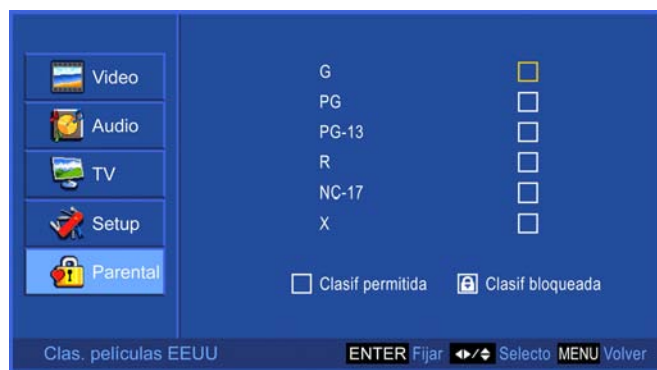 Video
Audio
TV
Setup
Parental
G
PG
PG-13
R
NC-17
X
Clasif permitida Clasif bloqueada
Clas. películas EEUU ENTER Fijar Selecto MENU Volver